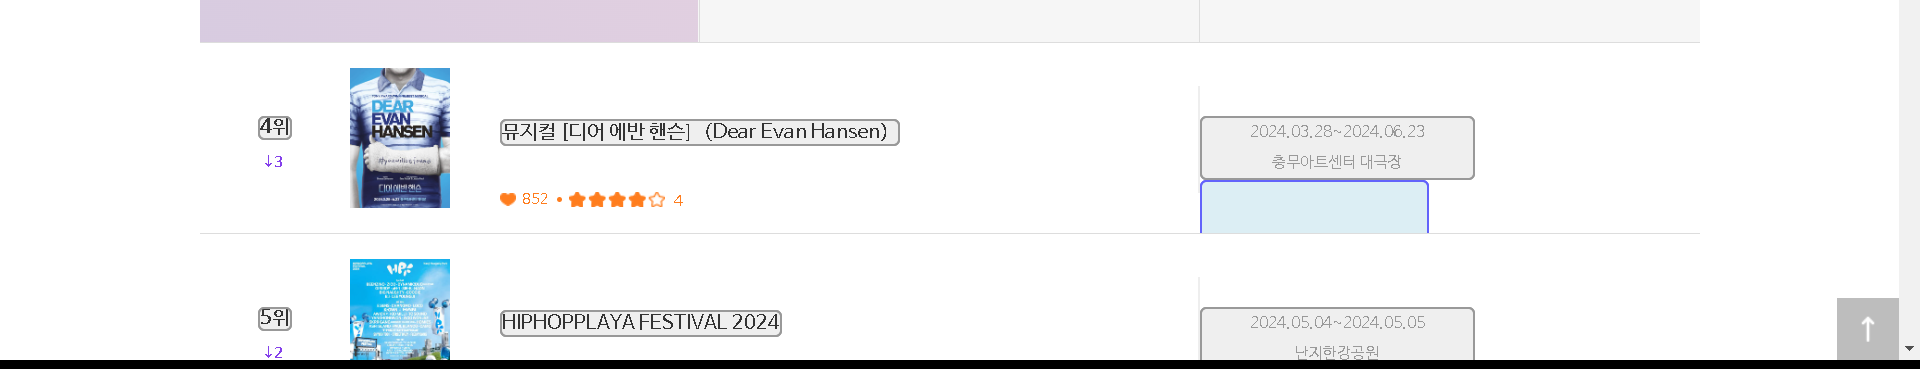 4위
↓3
DEAR
EVAN
HANSEN
디어 에반 핸슨
뮤지컬 [디어 에반 핸슨] (Dear Evan Hansen)
852 • 4
2024.03.28~2024.06.23
충무아트센터 대극장
5위
↓2
HIPHOPPLAYA FESTIVAL 2024
2024.05.04~2024.05.05
난지한강공원